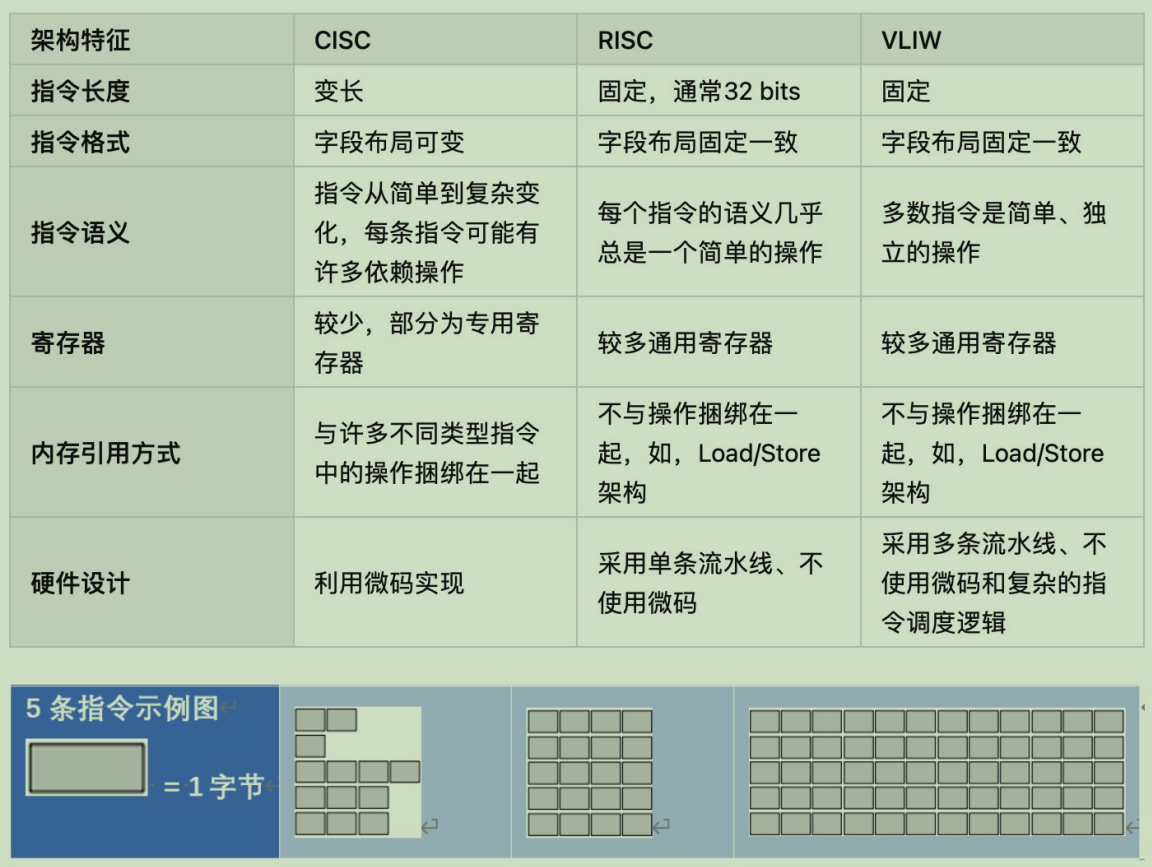 架构特征 CISC RISC VLIW
指令长度 变长 固定，通常32 bits 固定
指令格式 字段布局可变 字段布局固定一致 字段布局固定一致
指令语义
指令从简单到复杂变
化，每条指令可能有
许多依赖操作
每个指令的语义几乎
总是一个简单的操作
多数指令是简单、独
立的操作
寄存器
较少，部分为专用寄
存器
较多通用寄存器
较多通用寄存器
内存引用方式
与许多不同类型指令
中的操作捆绑在一起
不与操作捆绑在一
起，如，Load/Store
架构
不与操作捆绑在一
起，如，Load/Store
架构
硬件设计
利用微码实现
采用单条流水线、不
使用微码
采用多条流水线、不
使用微码和复杂的指
令调度逻辑
5 条指令示例图
= 1 字节